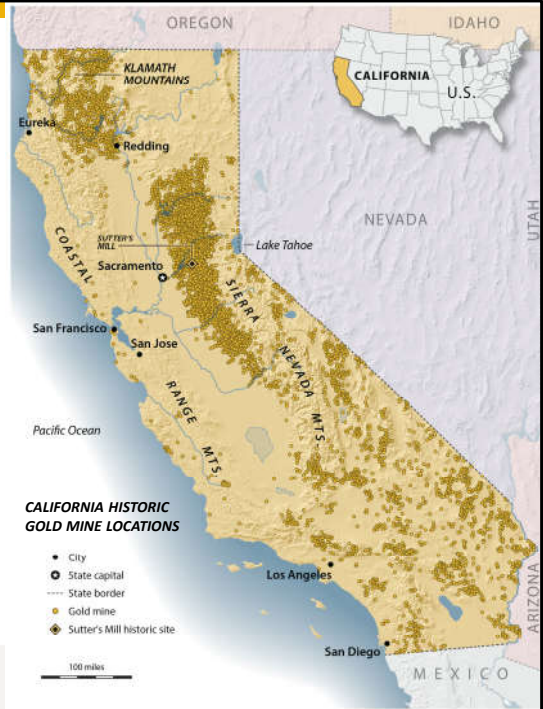 OREGON
IDAHO
KLAMATH
MOUNTAINS
CALIFORNIA
U.S.
Eureka
Redding
NEVADA
UTAH
SUTTER'S
MILL
Lake Tahoe
Sacramento
COASTAL
SIERRA
San Francisco
San Jose
NEVADA MTS.
RANGE
MTS.
Pacific Ocean
CALIFORNIA HISTORIC
GOLD MINE LOCATIONS
City
State capital
State border
Gold mine
Sutter's Mill historic site
100 miles
Los Angeles
ARIZONA
San Diego
MEXICO